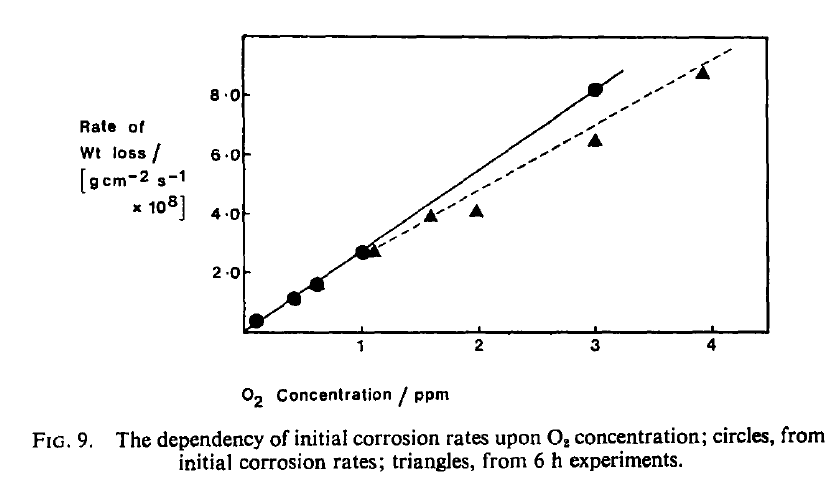 8·0
Rate of
Wt loss /
6·0
[gcm⁻² s⁻¹
× 10⁸]
4·0
2·0
1 2 3 4
O₂ Concentration / ppm
FIG. 9. The dependency of initial corrosion rates upon O₂ concentration; circles, from
initial corrosion rates; triangles, from 6 h experiments.